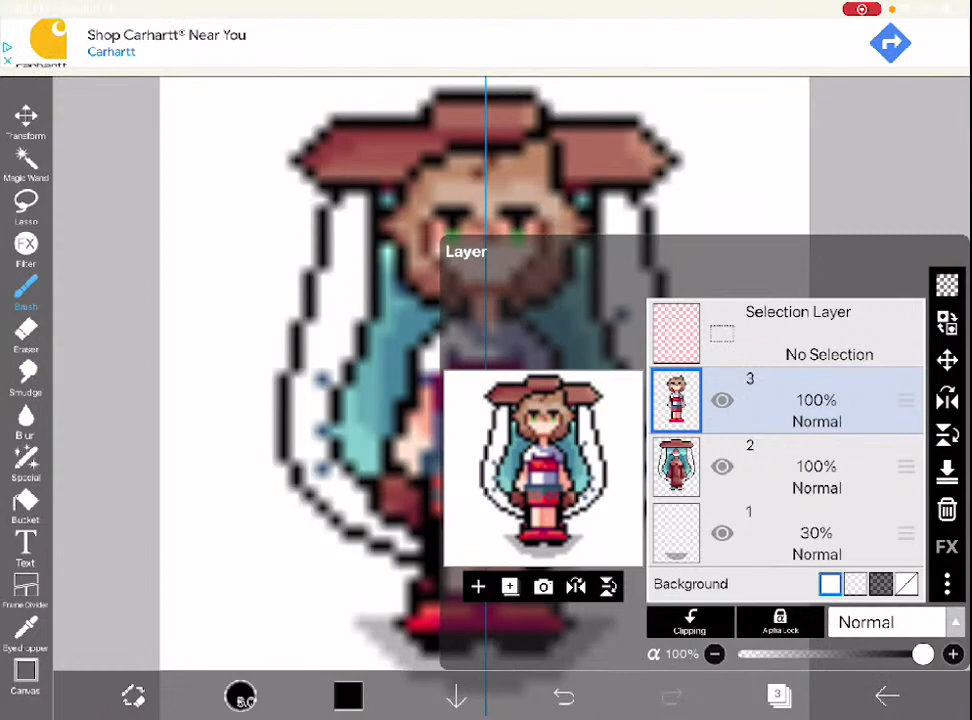 Shop Carhartt® Near You
Carhartt
Transform
Magic Wand
Lasso
FX
Filter
Brush
Eraser
Smudge
Blur
Special
Bucket
T
Text
Frame Divider
Eyedropper
Canvas
Layer
Selection Layer
No Selection
3
100%
Normal
2
100%
Normal
1
30%
Normal
Background
FX
Clipping
α
Alpha Lock
Normal
α 100%
5.0
3